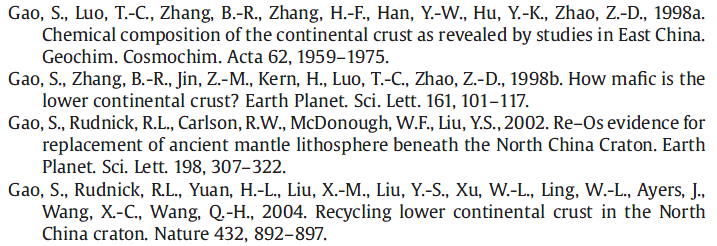 Gao, S., Luo, T.-C., Zhang, B.-R., Zhang, H.-F., Han, Y.-W., Hu, Y.-K., Zhao, Z.-D., 1998a.
Chemical composition of the continental crust as revealed by studies in East China.
Geochim. Cosmochim. Acta 62, 1959–1975.
Gao, S., Zhang, B.-R., Jin, Z.-M., Kern, H., Luo, T.-C., Zhao, Z.-D., 1998b. How mafic is the
lower continental crust? Earth Planet. Sci. Lett. 161, 101–117.
Gao, S., Rudnick, R.L., Carlson, R.W., McDonough, W.F., Liu, Y.S., 2002. Re–Os evidence for
replacement of ancient mantle lithosphere beneath the North China Craton. Earth
Planet. Sci. Lett. 198, 307–322.
Gao, S., Rudnick, R.L., Yuan, H.-L., Liu, X.-M., Liu, Y.-S., Xu, W.-L., Ling, W.-L., Ayers, J.,
Wang, X.-C., Wang, Q.-H., 2004. Recycling lower continental crust in the North
China craton. Nature 432, 892–897.